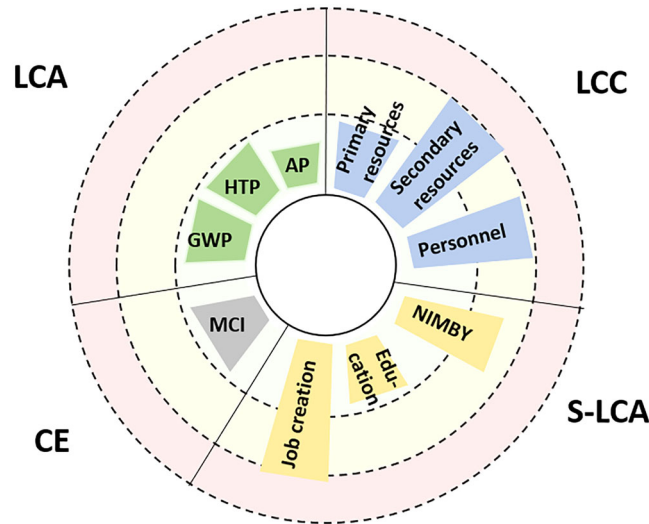 LCA
LCC
AP
HTP
GWP
Primary
resources
Secondary
resources
Personnel
MCI
NIMBY
Edu-
cation
Job creation
CE
S-LCA